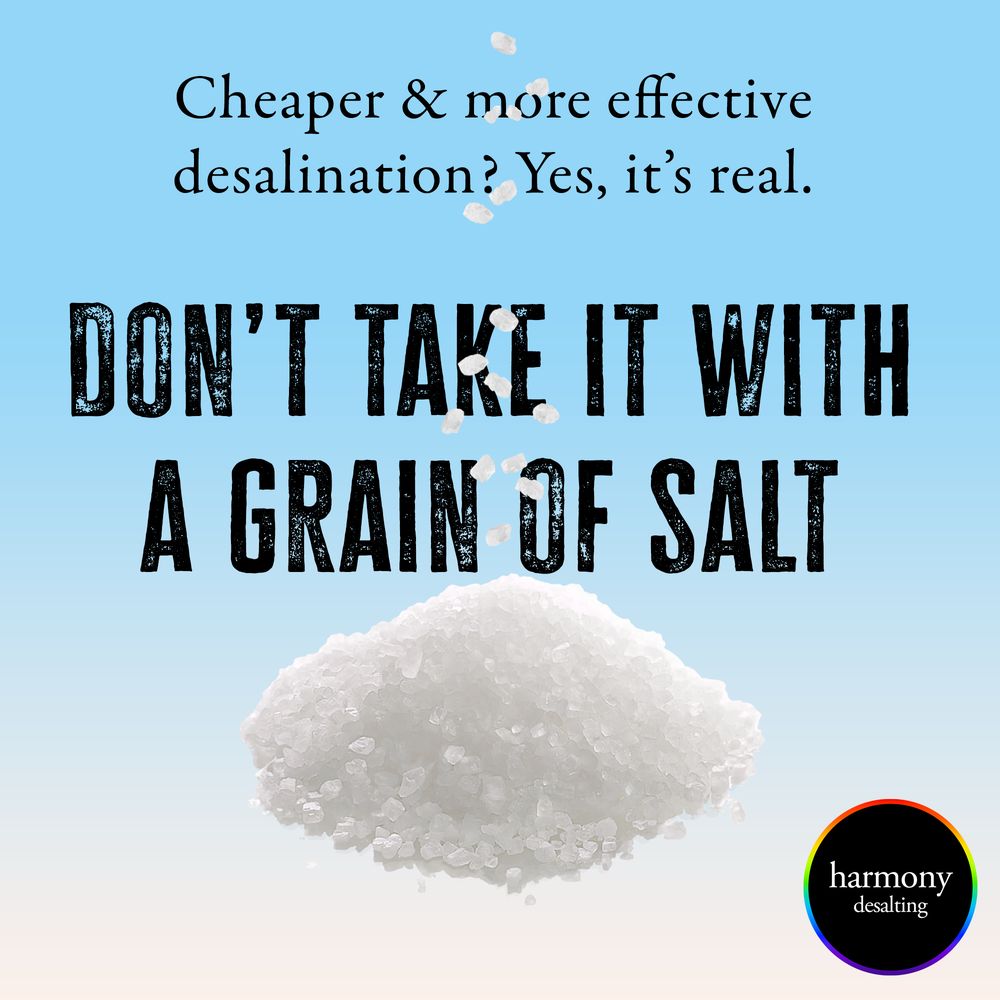 Cheaper & more effective
desalination? Yes, it’s real.
DON’T TAKE IT WITH
A GRAIN OF SALT
harmony
desalting